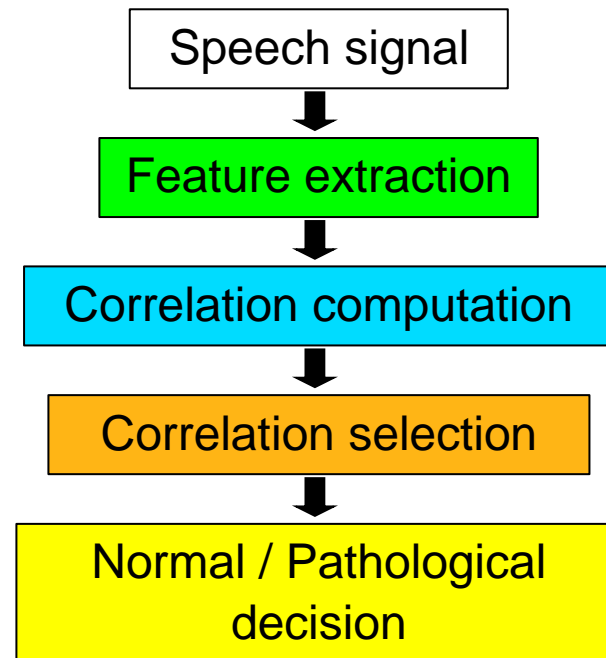 Speech signal
Feature extraction
Correlation computation
Correlation selection
Normal / Pathological
decision